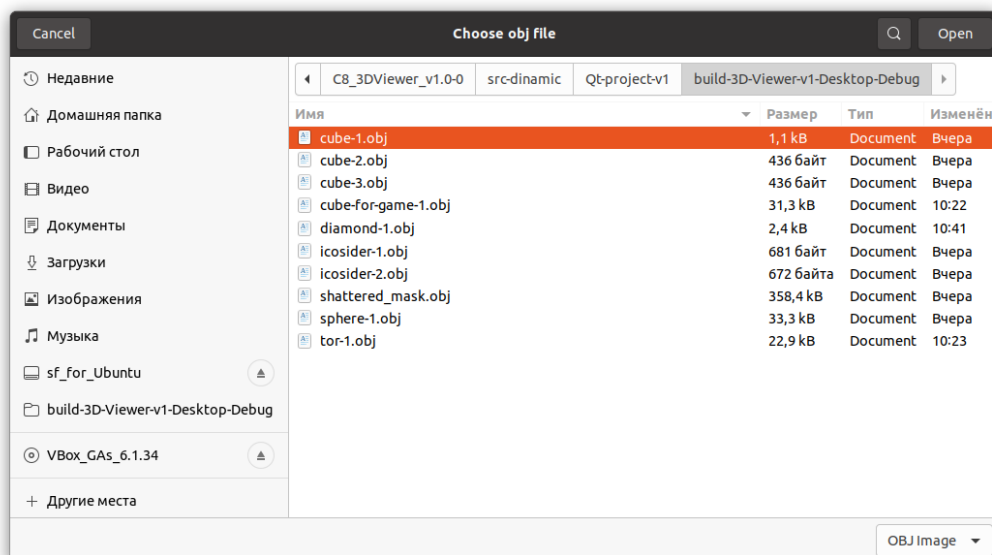 Cancel Choose obj file Open
Недавние
Домашняя папка
Рабочий стол
Видео
Документы
Загрузки
Изображения
Музыка
sf_for_Ubuntu
build-3D-Viewer-v1-Desktop-Debug
VBox_GAs_6.1.34
+ Другие места
C8_3DViewer_v1.0-0 src-dinamic Qt-project-v1 build-3D-Viewer-v1-Desktop-Debug
Имя Размер Тип Изменён
cube-1.obj 1,1 kB Document Вчера
cube-2.obj 436 байт Document Вчера
cube-3.obj 436 байт Document Вчера
cube-for-game-1.obj 31,3 kB Document 10:22
diamond-1.obj 2,4 kB Document 10:41
icosider-1.obj 681 байт Document Вчера
icosider-2.obj 672 байта Document Вчера
shattered_mask.obj 358,4 kB Document Вчера
sphere-1.obj 33,3 kB Document Вчера
tor-1.obj 22,9 kB Document 10:23
OBJ Image